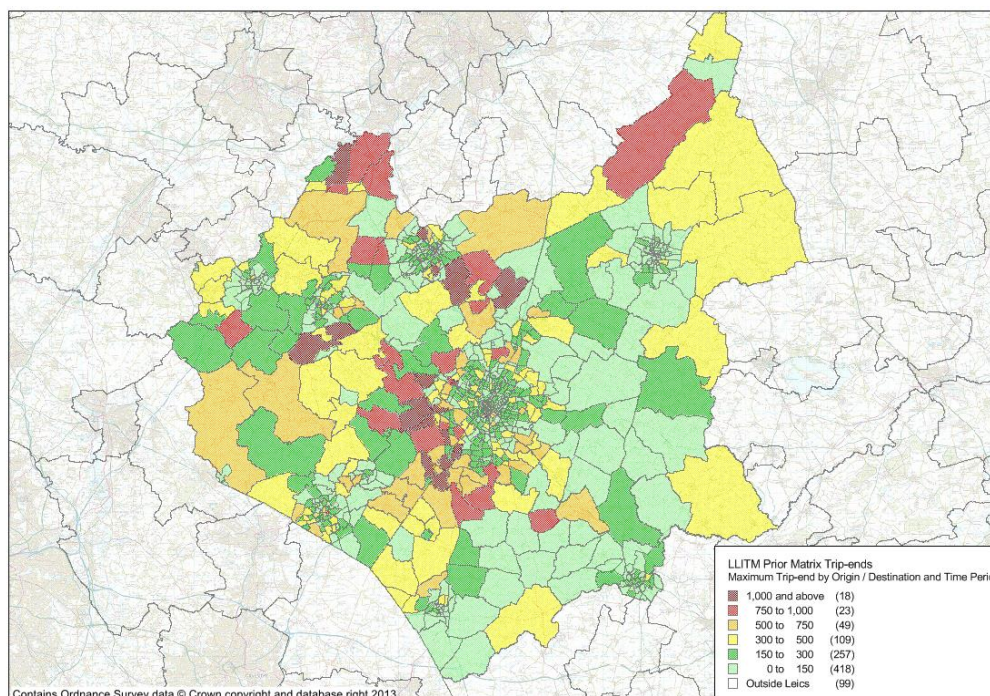 LLITM Prior Matrix Trip-ends
Maximum Trip-end by Origin / Destination and Time Peri
1,000 and above (18)
750 to 1,000 (23)
500 to 750 (49)
300 to 500 (109)
150 to 300 (257)
0 to 150 (418)
Outside Leics (99)
Contains Ordnance Survey data © Crown copyright and database right 2013